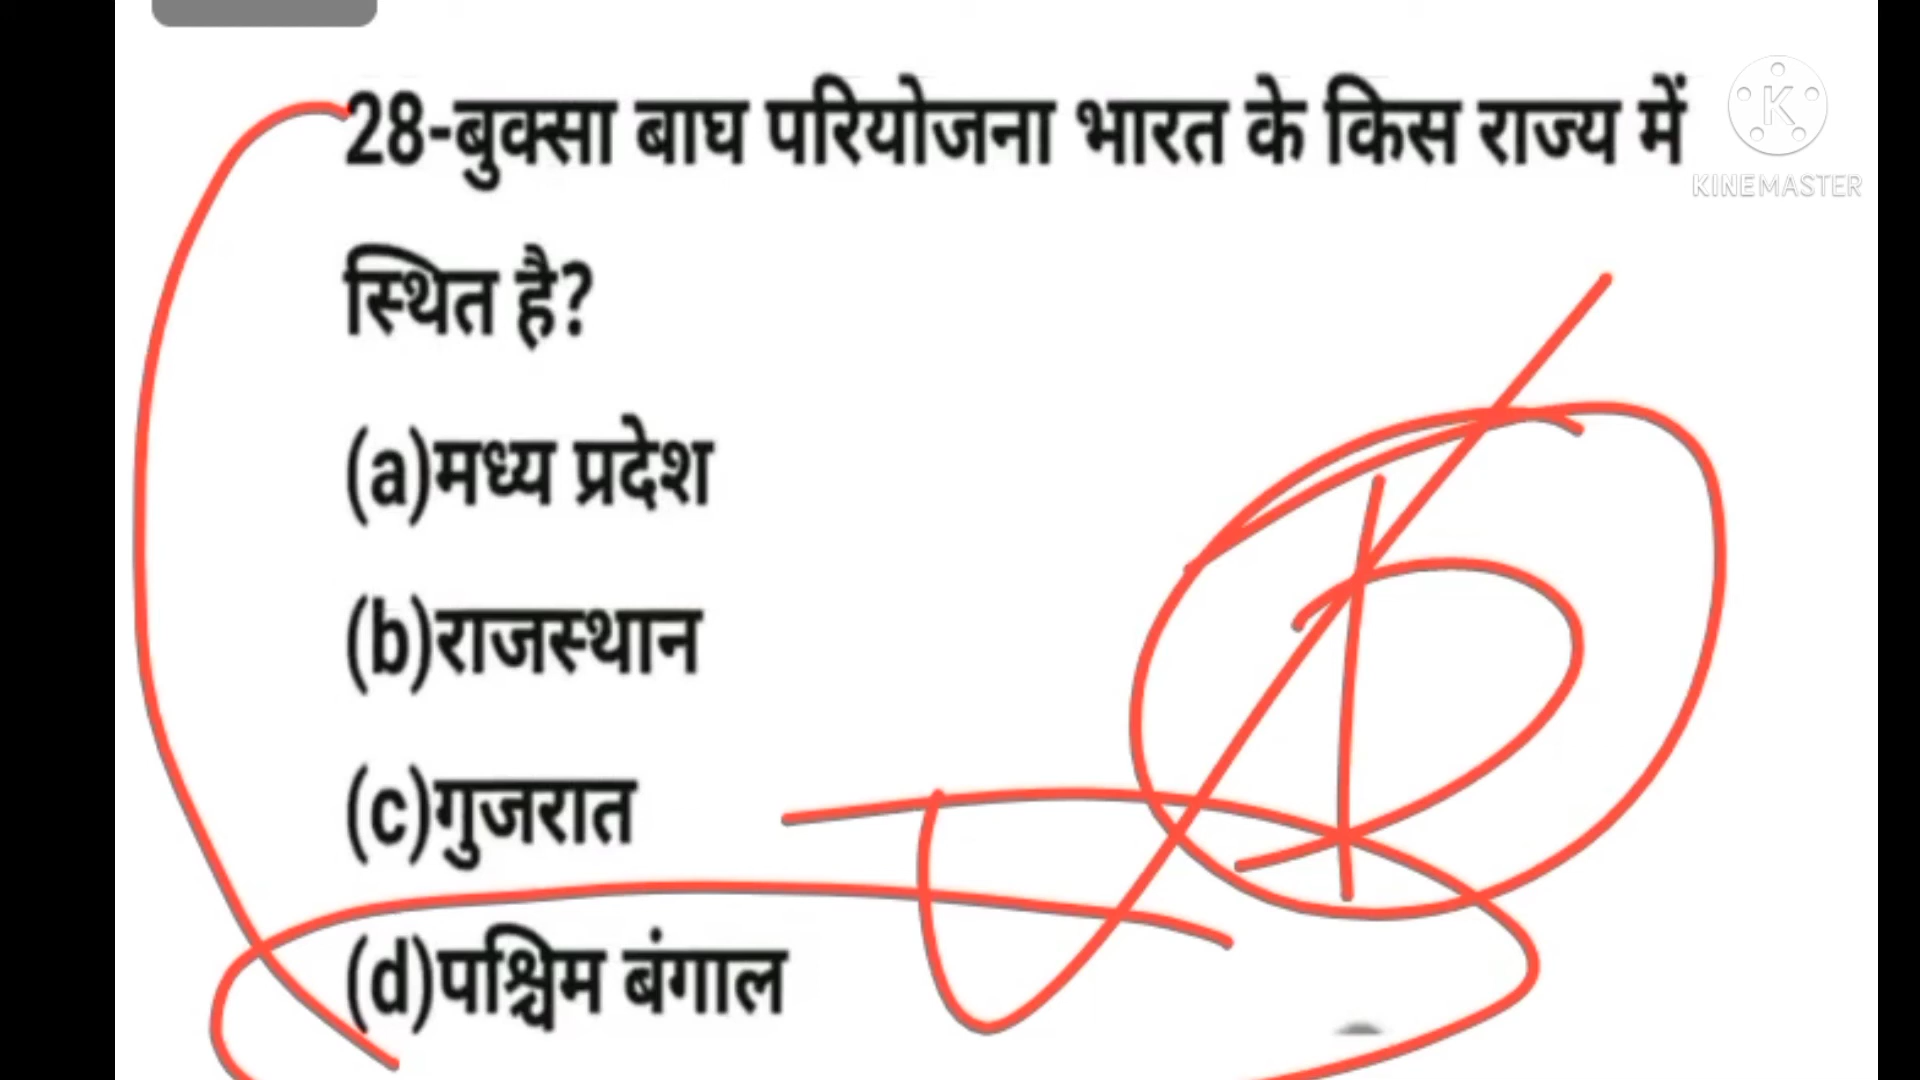 28-बुक्सा बाघ परियोजना भारत के किस राज्य में
KINEMASTER
स्थित है?
(a)मध्य प्रदेश
(b)राजस्थान
(c)गुजरात
D
(d)पश्चिम बंगाल